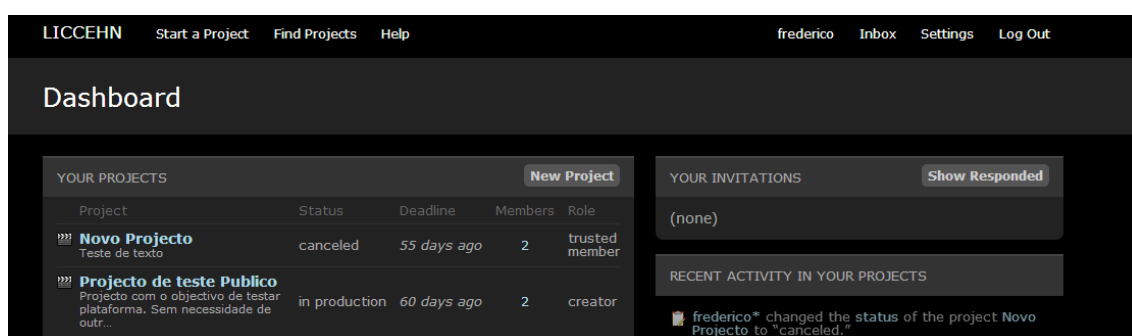 LICCEHN Start a Project Find Projects Help frederico Inbox Settings Log Out
Dashboard
YOUR PROJECTS New Project
Project Status Deadline Members Role
Novo Projecto canceled 55 days ago 2 trusted member
Teste de texto
Projecto de teste Publico
Projecto com o objectivo de testar
plataforma. Sem necessidade de
outr...
in production 60 days ago 2 creator
YOUR INVITATIONS Show Responded
(none)
RECENT ACTIVITY IN YOUR PROJECTS
frederico* changed the status of the project Novo
Projecto to “canceled.”